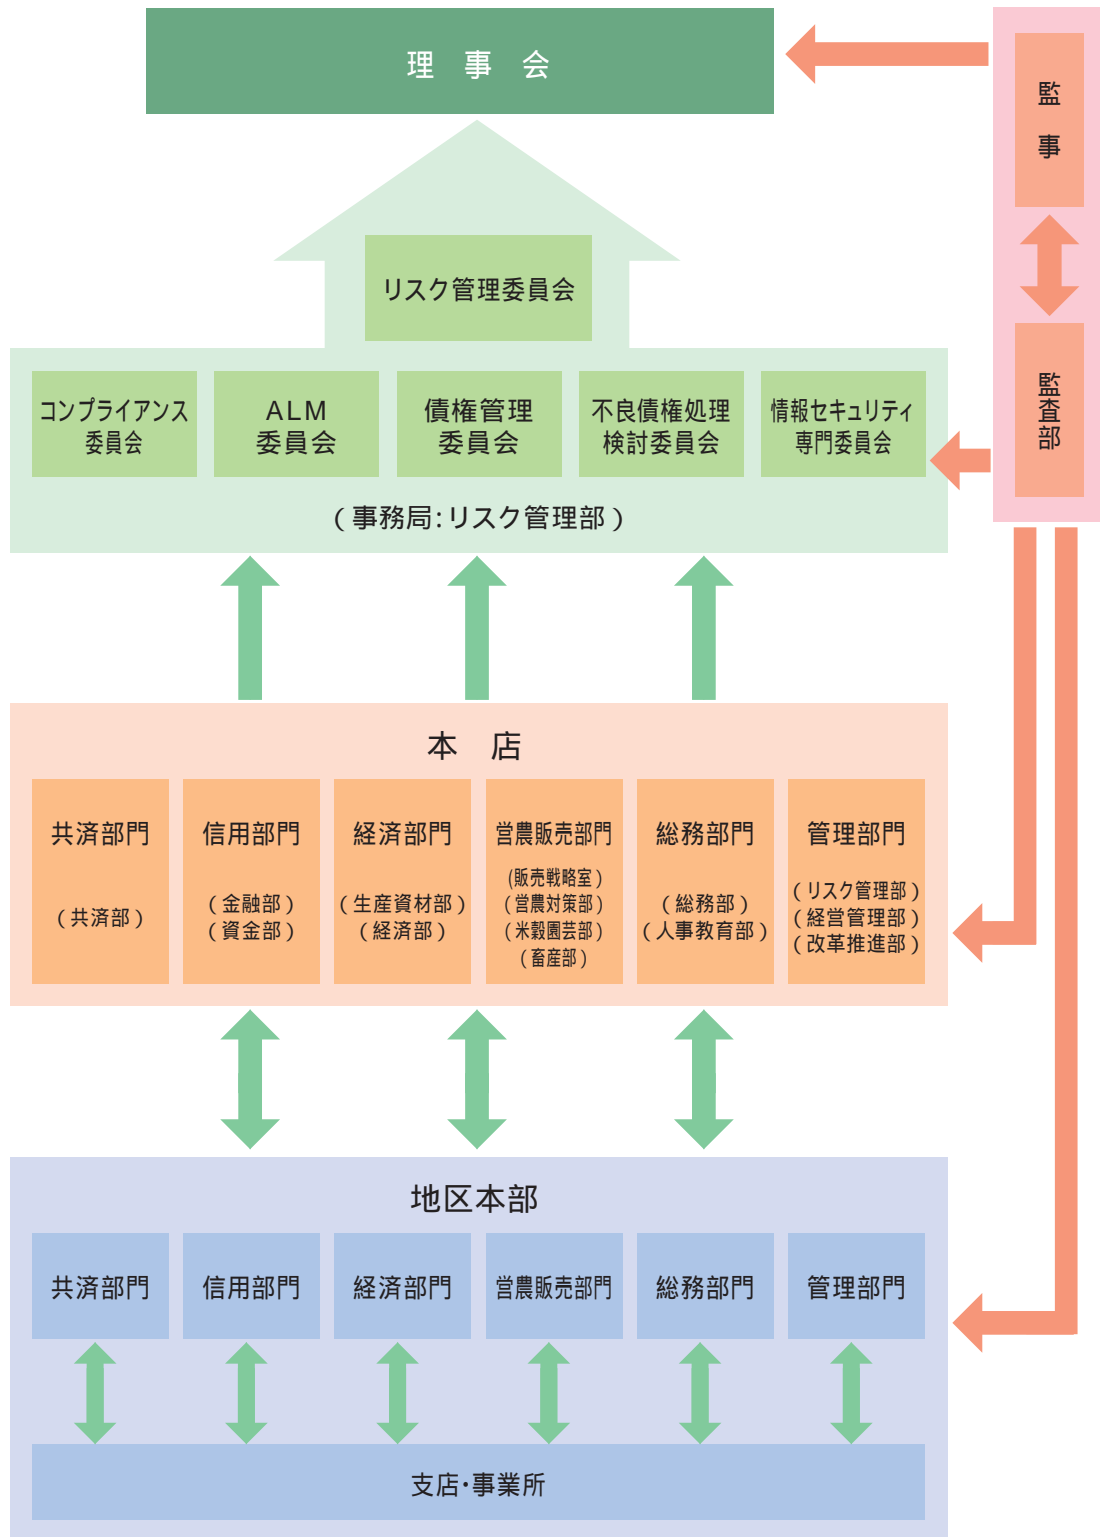 理 事 会
監
事
リスク管理委員会
コンプライアンス
委員会
ALM
委員会
債権管理
委員会
不良債権処理
検討委員会
情報セキュリティ
専門委員会
監
査
部
(事務局:リスク管理部)
本 店
共済部門
(共済部)
信用部門
(金融部)
(資金部)
経済部門
(生産資材部)
(経済部)
営農販売部門
(販売戦略室)
(営農対策部)
(米穀園芸部)
(畜産部)
総務部門
(総務部)
(人事教育部)
管理部門
(リスク管理部)
(経営管理部)
(改革推進部)
地区本部
共済部門
信用部門
経済部門
営農販売部門
総務部門
管理部門
支店・事業所